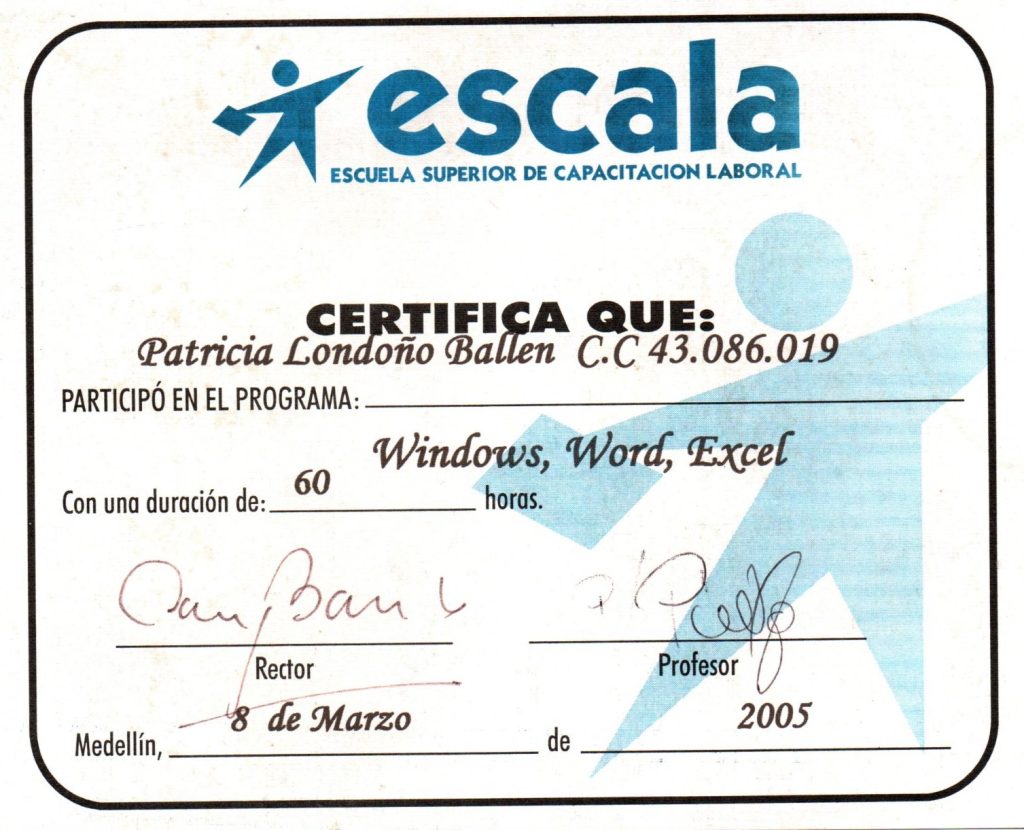 escala
ESCUELA SUPERIOR DE CAPACITACION LABORAL
CERTIFICA QUE:
Patricia Londoño Ballen C.C 43.086.019
PARTICIPÓ EN EL PROGRAMA:
Windows, Word, Excel
Con una duración de: 60 horas.
Rector
Profesor
Medellín, 8 de Marzo de 2005